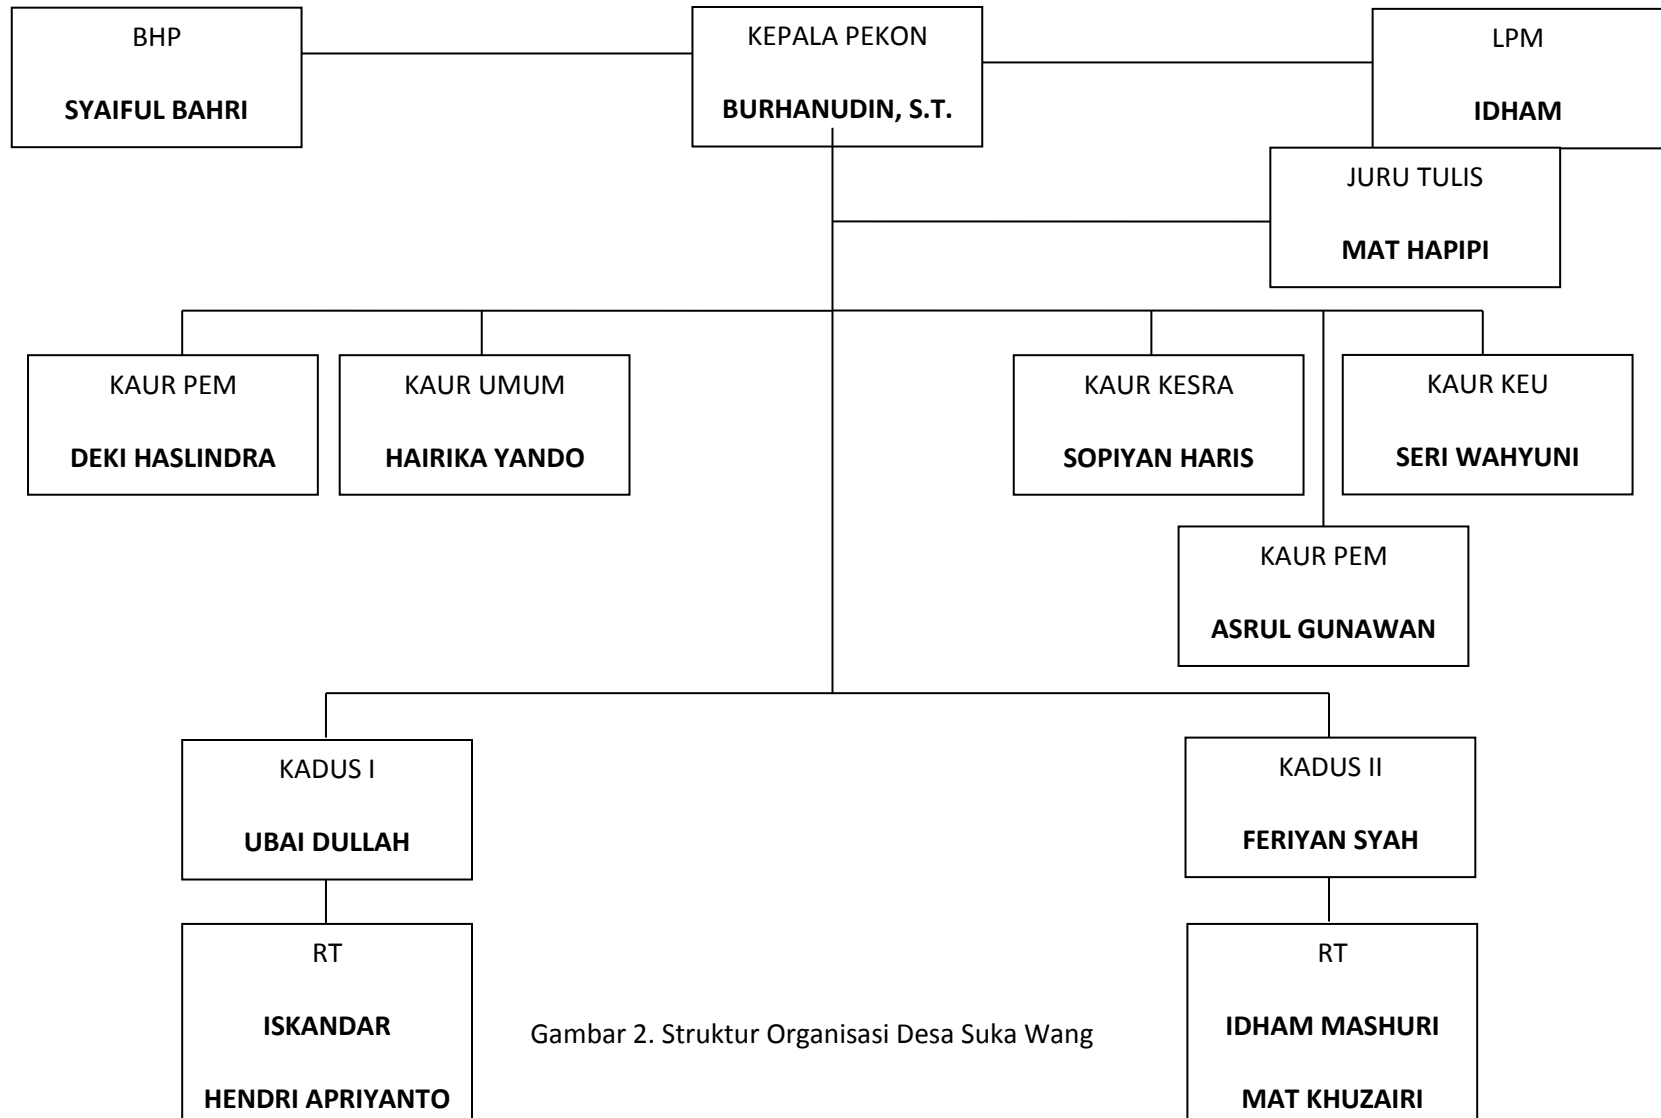 BHP
SYAIFUL BAHRI
KEPALA PEKON
BURHANUDIN, S.T.
LPM
IDHAM
JURU TULIS
MAT HAPIPI
KAUR PEM
DEKI HASLINDRA
KAUR UMUM
HAIRIKA YANDO
KAUR KESRA
SOPIYAN HARIS
KAUR KEU
SERI WAHYUNI
KAUR PEM
ASRUL GUNAWAN
KADUS I
UBAI DULLAH
KADUS II
FERIYAN SYAH
RT
ISKANDAR
HENDRI APRIYANTO
Gambar 2. Struktur Organisasi Desa Suka Wang
RT
IDHAM MASHURI
MAT KHUZAIRI